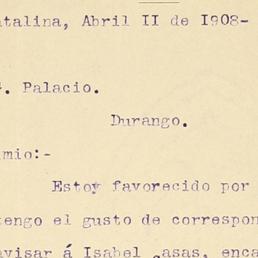 atalina, Abril II de 1908-
. Palacio.
Durango.
mio:-
Estoy favorecido por
tengo el gusto de correspon
avisar á Isabel asas, enca